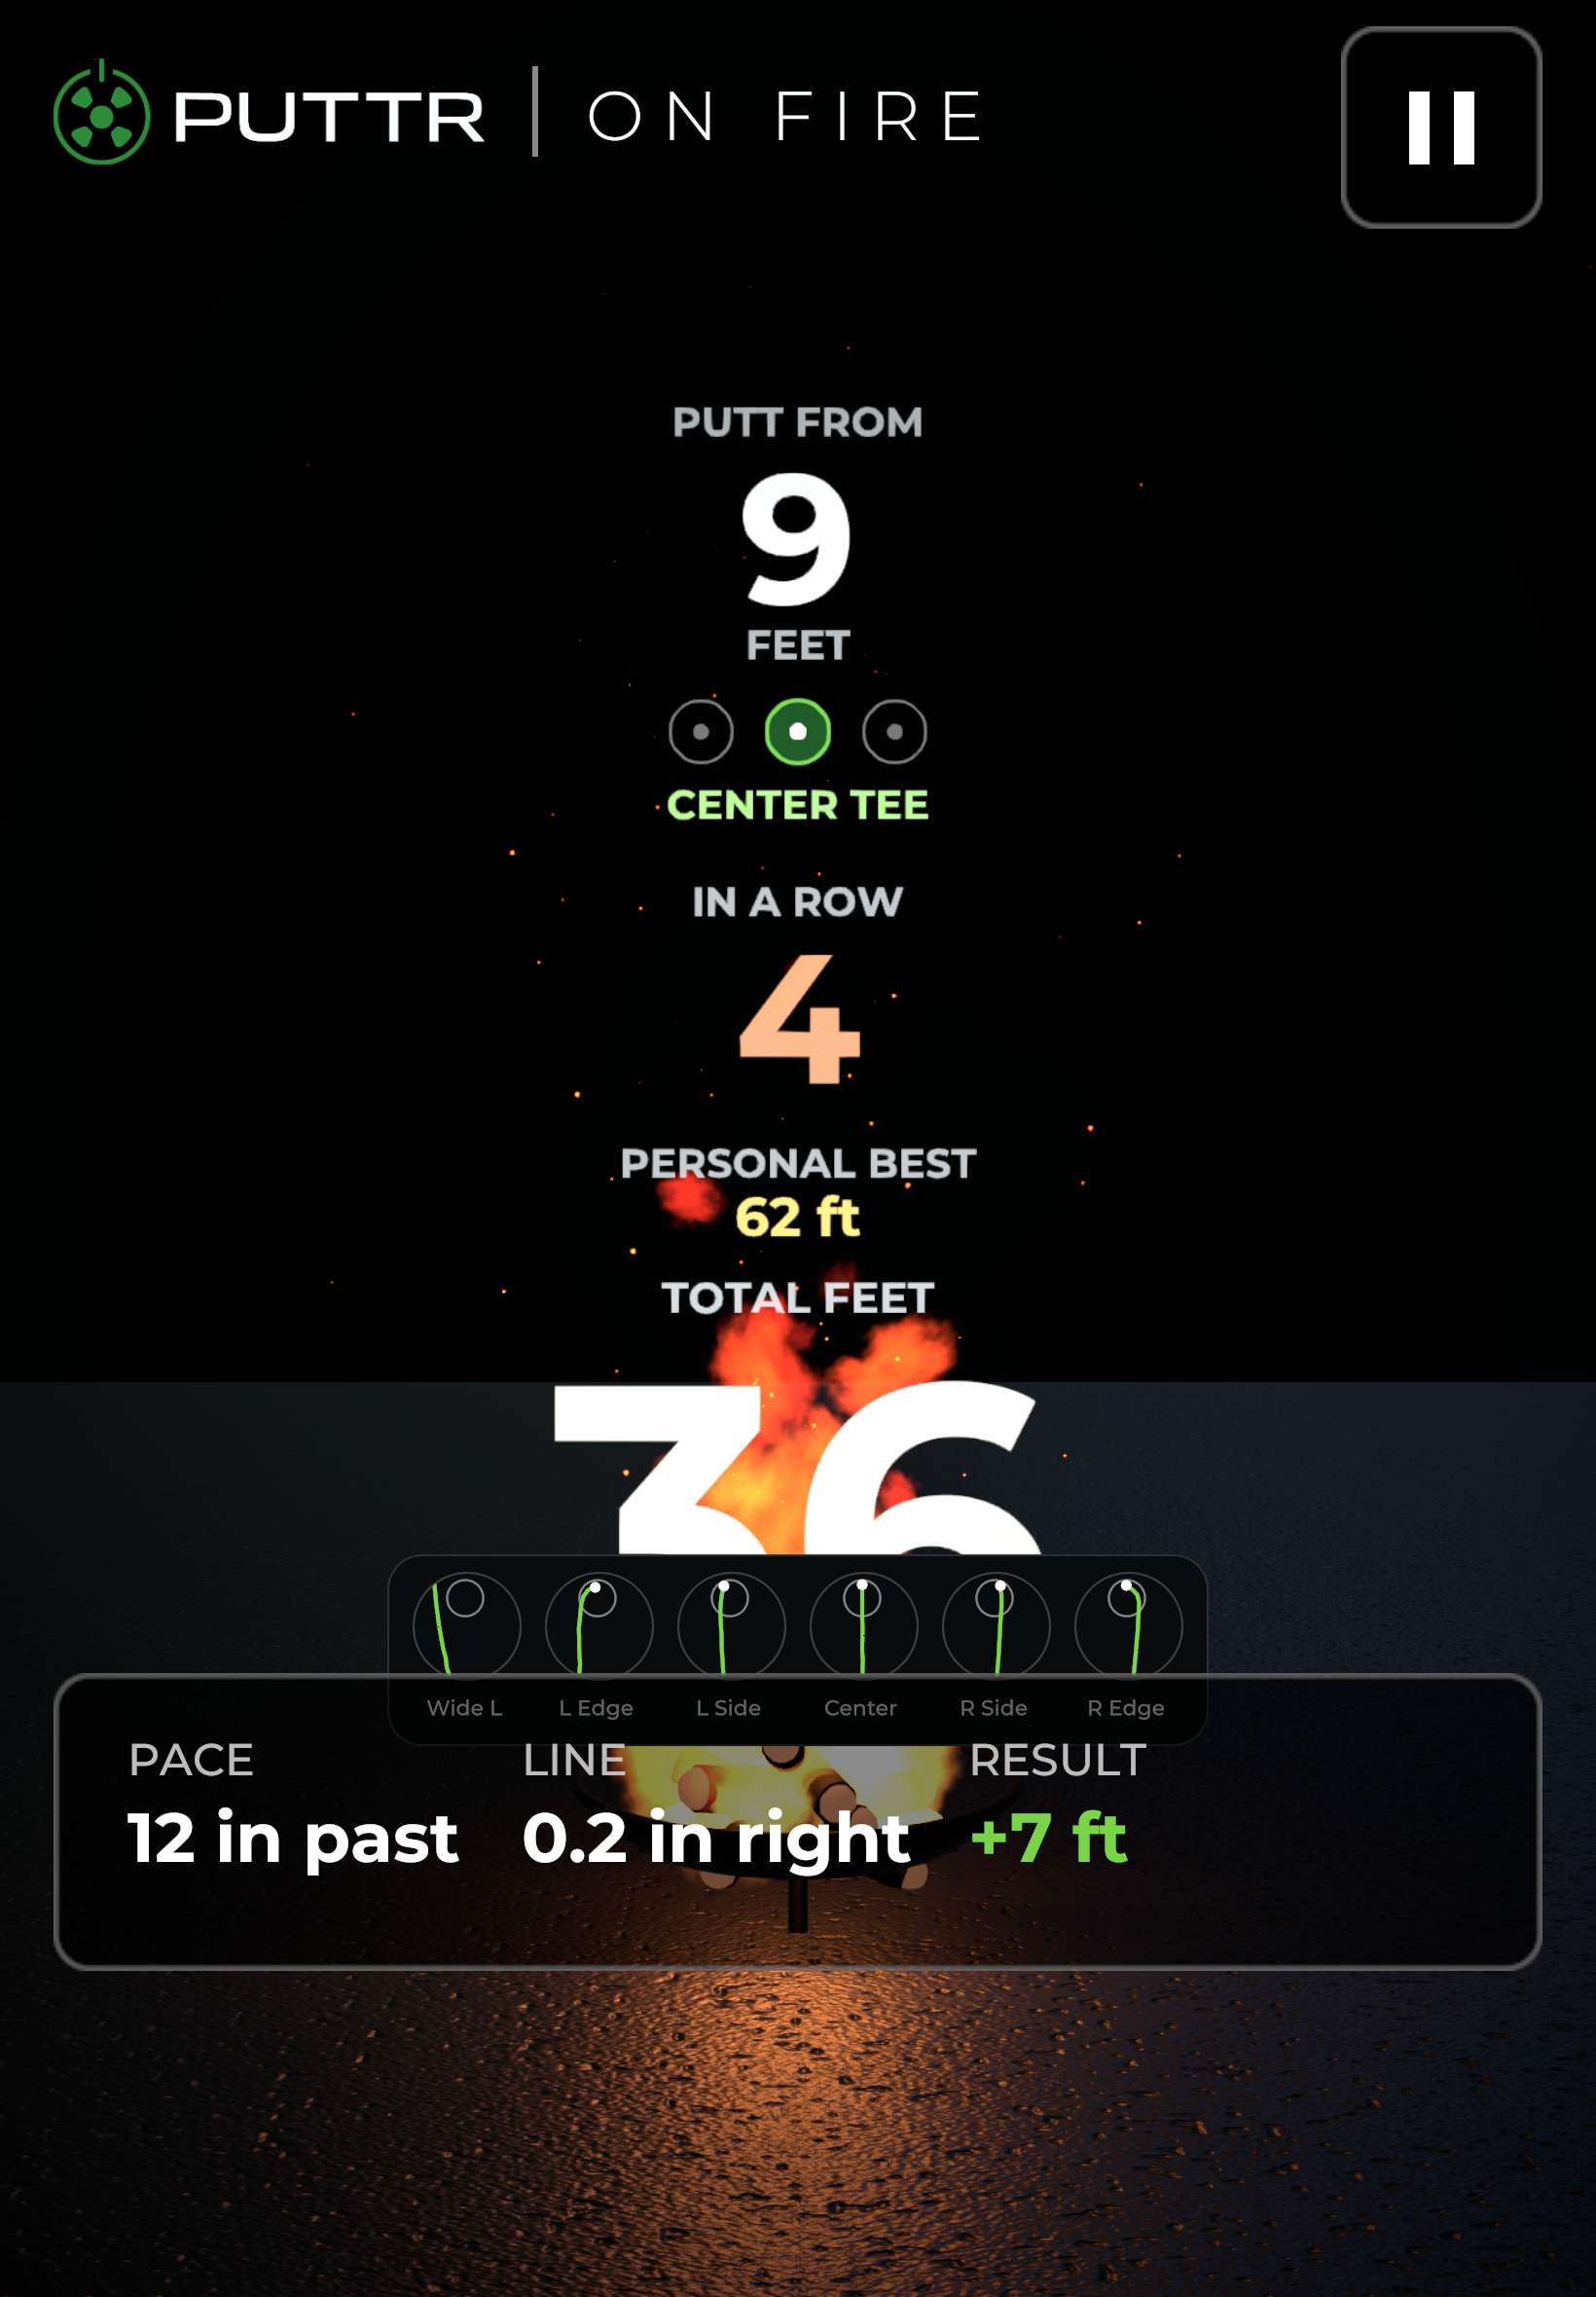 PUTTR | ON FIRE
PUTT FROM
9
FEET
CENTER TEE
IN A ROW
4
PERSONAL BEST
62 ft
TOTAL FEET
36
Wide L L Edge L Side Center R Side R Edge
PACE LINE RESULT
12 in past 0.2 in right +7 ft